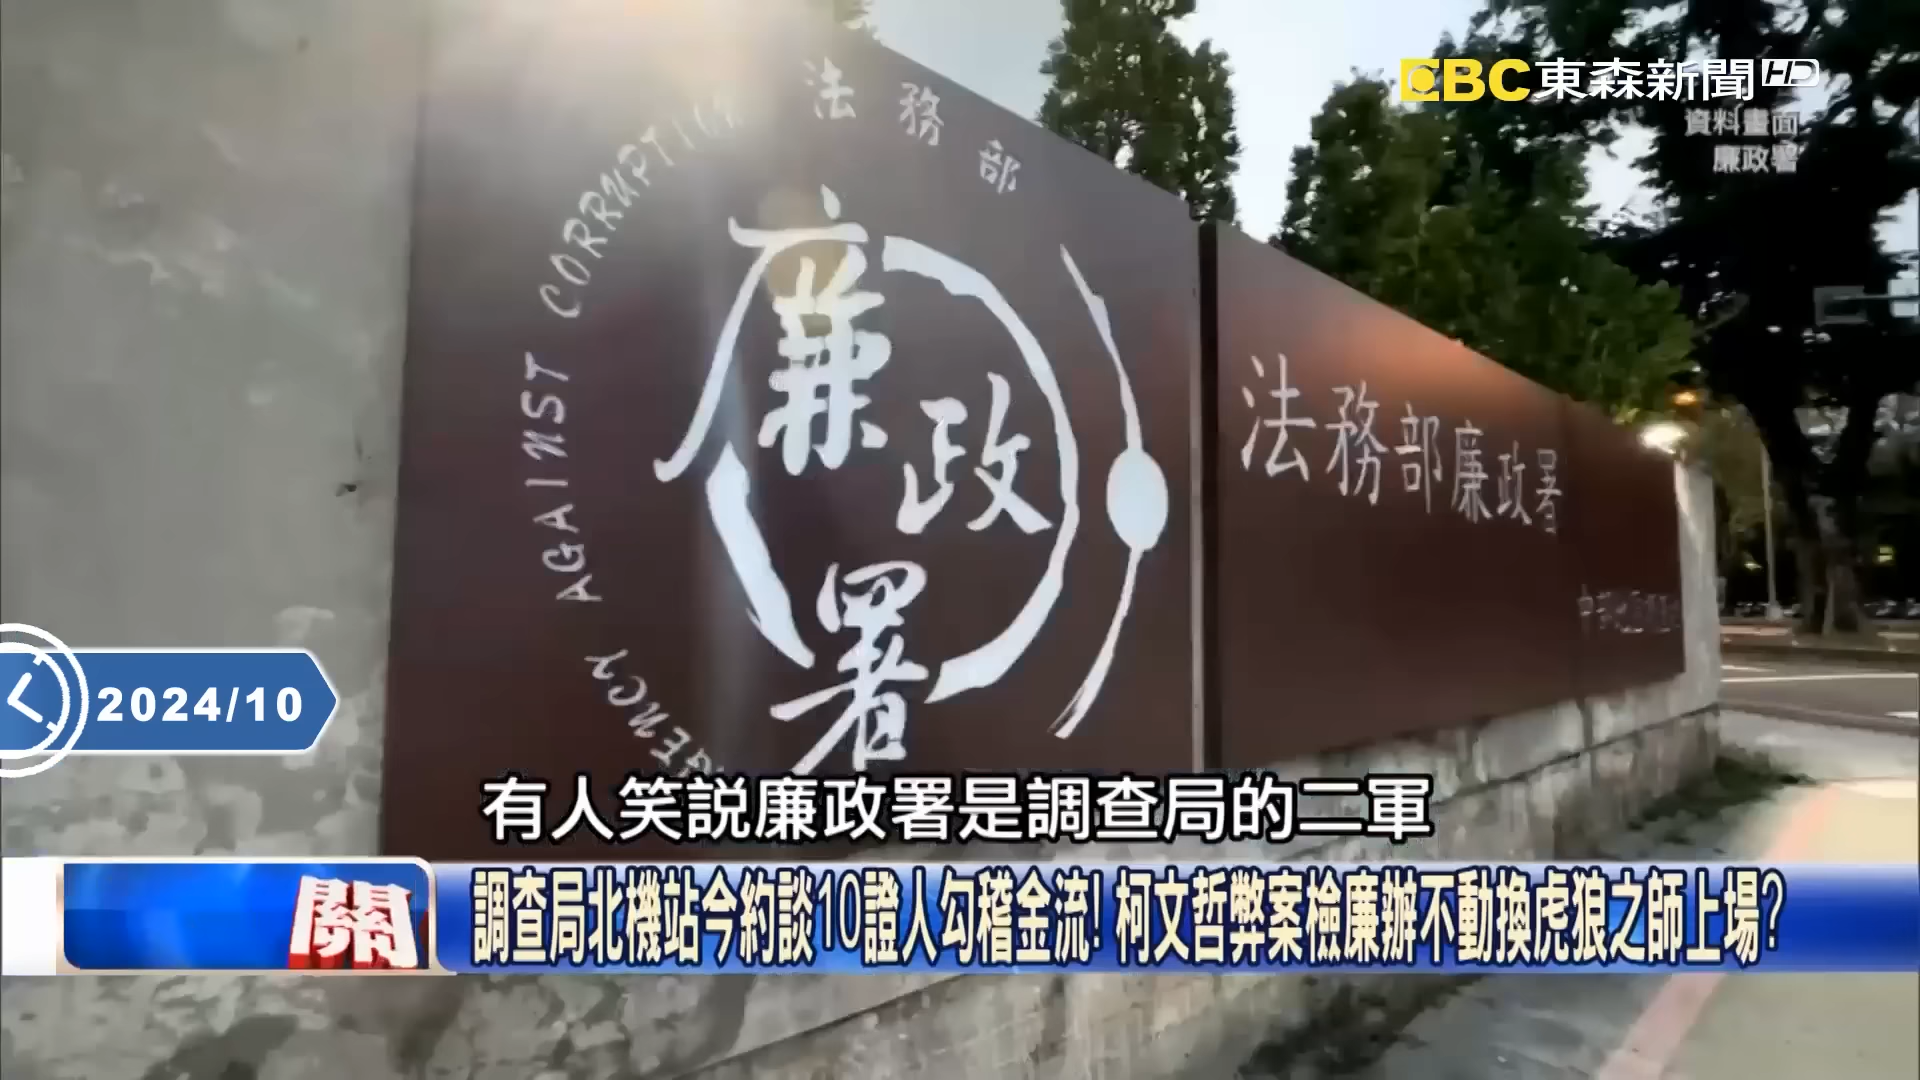 EBC東森新聞HD
資料畫面
廉政署
法務部
AGENCY AGAINST CORRUPTION
廉政署
法務部廉政署
2024/10
有人笑説廉政署是調查局的二軍
關
調查局北機站今約談10證人勾稽金流!柯文哲弊案檢廉辦不動換虎狼之師上場?